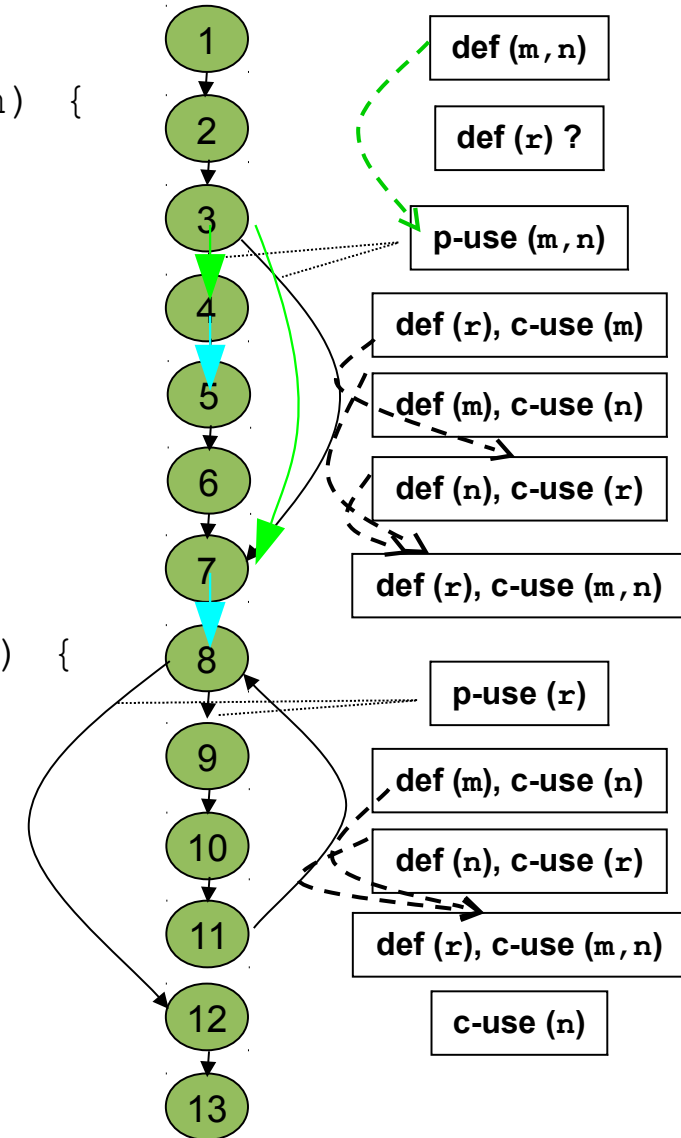 1
def (m,n)
n) {
2
def (r) ?
3
p-use (m,n)
4
def (r), c-use (m)
5
def (m), c-use (n)
6
def (n), c-use (r)
7
def (r), c-use (m,n)
) {
8
p-use (r)
9
def (m), c-use (n)
10
def (n), c-use (r)
11
def (r), c-use (m,n)
12
c-use (n)
13